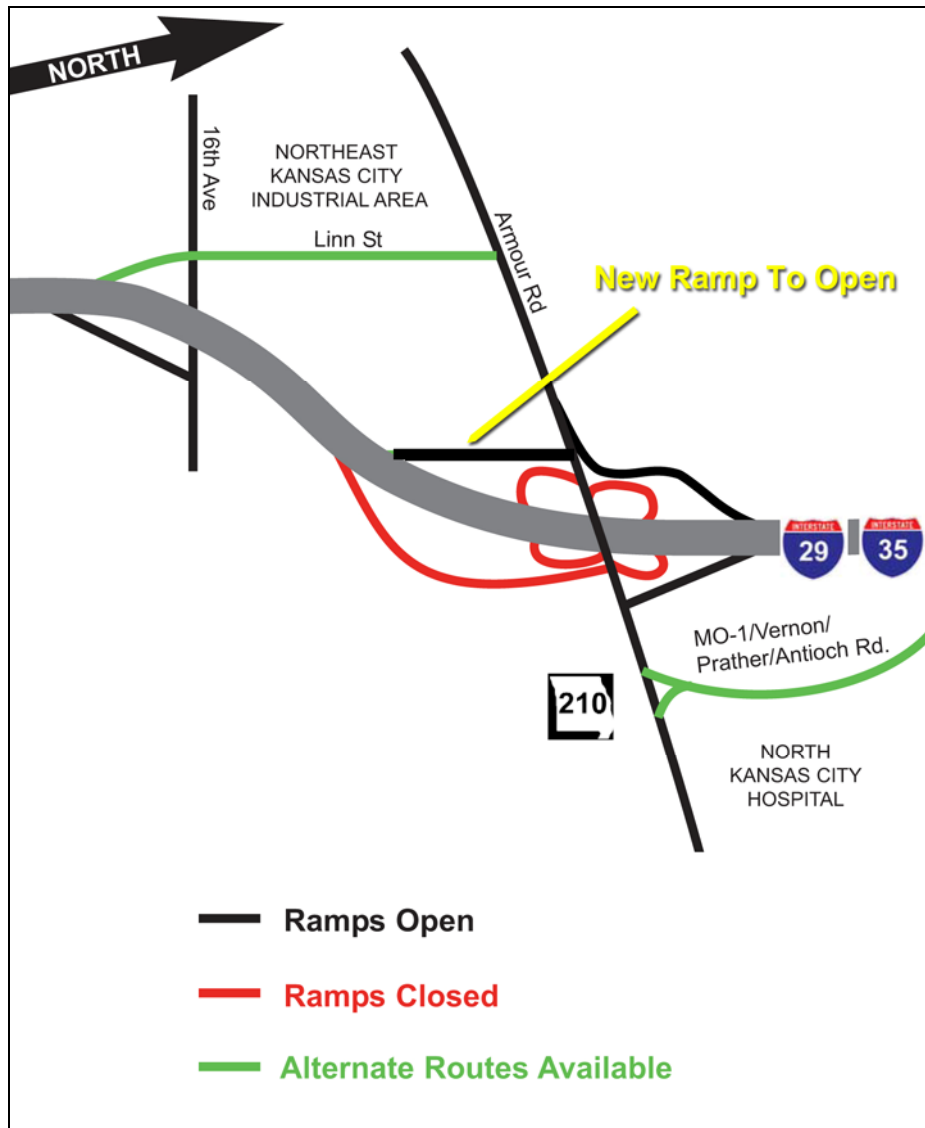 NORTH
16th Ave
NORTHEAST
KANSAS CITY
INDUSTRIAL AREA
Linn St
Armour Rd
New Ramp To Open
INTERSTATE
29
INTERSTATE
35
MO-1/Vernon/
Prather/Antioch Rd.
210
NORTH
KANSAS CITY
HOSPITAL
Ramps Open
Ramps Closed
Alternate Routes Available